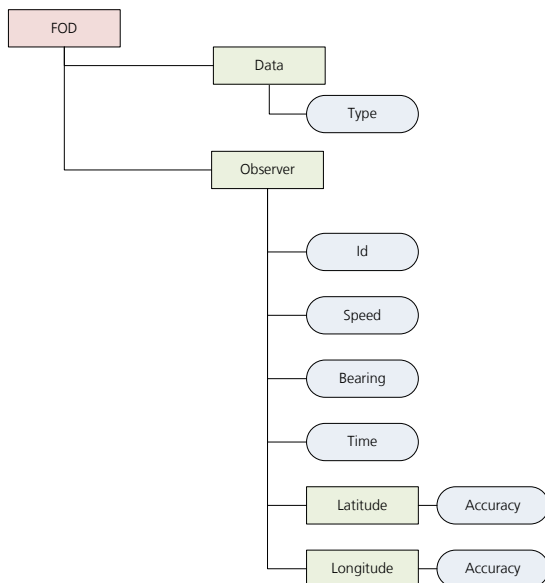 FOD
Data
Type
Observer
Id
Speed
Bearing
Time
Latitude
Accuracy
Longitude
Accuracy